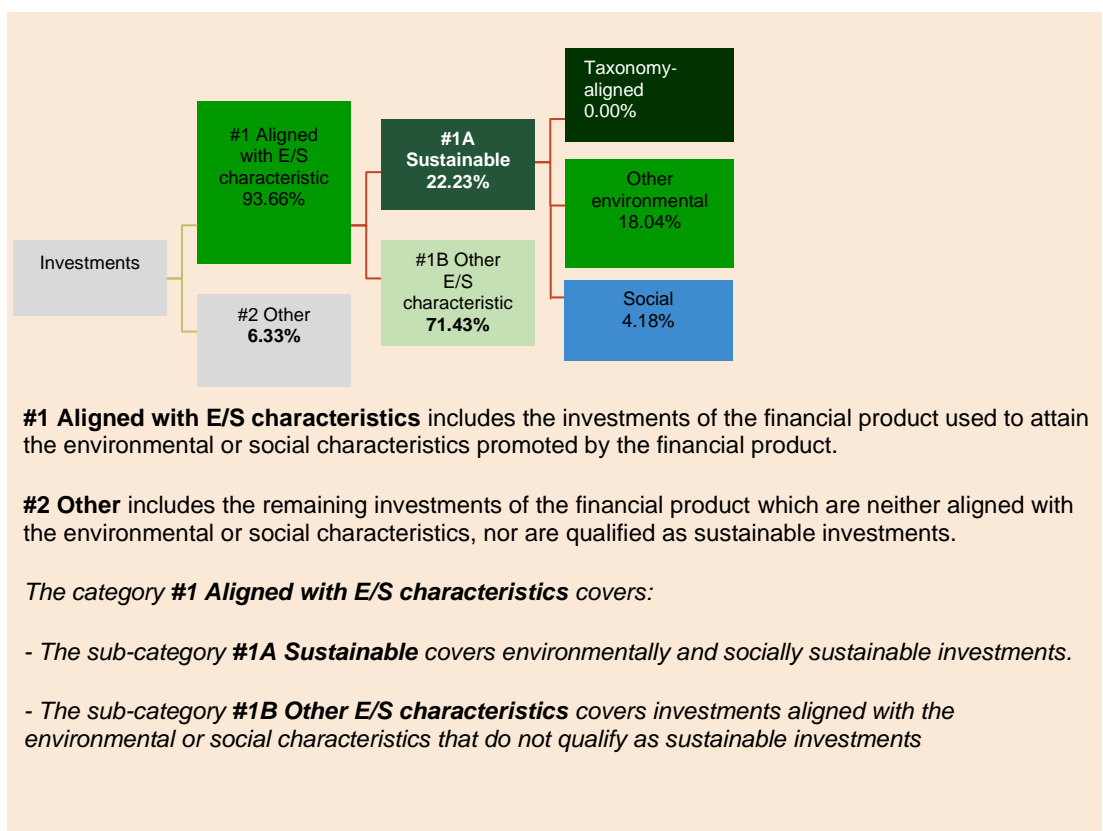 Investments
#1 Aligned
with E/S
characteristic
93.66%
#2 Other
6.33%
#1A
Sustainable
22.23%
#1B Other
E/S
characteristic
71.43%
Taxonomy-
aligned
0.00%
Other
environmental
18.04%
Social
4.18%
#1 Aligned with E/S characteristics includes the investments of the financial product used to attain
the environmental or social characteristics promoted by the financial product.
#2 Other includes the remaining investments of the financial product which are neither aligned with
the environmental or social characteristics, nor are qualified as sustainable investments.
The category #1 Aligned with E/S characteristics covers:
- The sub-category #1A Sustainable covers environmentally and socially sustainable investments.
- The sub-category #1B Other E/S characteristics covers investments aligned with the
environmental or social characteristics that do not qualify as sustainable investments